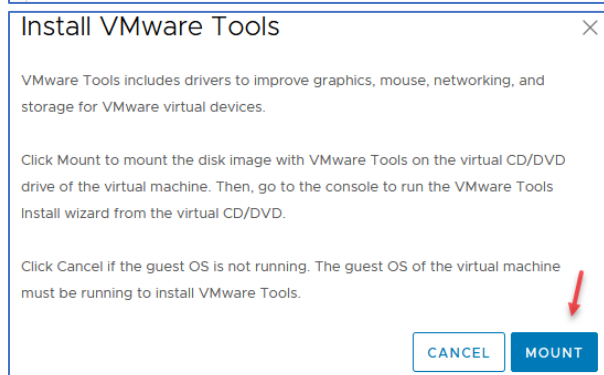 Install VMware Tools
VMware Tools includes drivers to improve graphics, mouse, networking, and
storage for VMware virtual devices.
Click Mount to mount the disk image with VMware Tools on the virtual CD/DVD
drive of the virtual machine. Then, go to the console to run the VMware Tools
Install wizard from the virtual CD/DVD.
Click Cancel if the guest OS is not running. The guest OS of the virtual machine
must be running to install VMware Tools.
CANCEL MOUNT